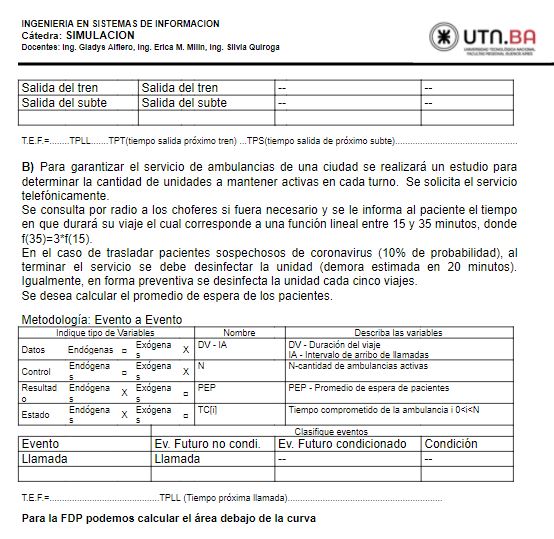 INGENIERIA EN SISTEMAS DE INFORMACION
Cátedra: SIMULACION
Docentes: Ing. Gladys Alfiero, Ing. Erica M. Milin, Ing. Silvia Quiroga
UTN.BA
UNIVERSIDAD TECNOLÓGICA NACIONAL
FACULTAD REGIONAL BUENOS AIRES
Salida del tren Salida del tren -- --
Salida del subte Salida del subte -- --
T.E.F.=........TPLL......TPT(tiempo salida próximo tren) ...TPS(tiempo salida de próximo subte)..............................................
B) Para garantizar el servicio de ambulancias de una ciudad se realizará un estudio para
determinar la cantidad de unidades a mantener activas en cada turno. Se solicita el servicio
telefónicamente.
Se consulta por radio a los choferes si fuera necesario y se le informa al paciente el tiempo
en que durará su viaje el cual corresponde a una función lineal entre 15 y 35 minutos, donde
f(35)=3*f(15).
En el caso de trasladar pacientes sospechosos de coronavirus (10% de probabilidad), al
terminar el servicio se debe desinfectar la unidad (demora estimada en 20 minutos).
Igualmente, en forma preventiva se desinfecta la unidad cada cinco viajes.
Se desea calcular el promedio de espera de los pacientes.
Metodología: Evento a Evento
Indique tipo de Variables Nombre Describa las variables
Datos Endógenas □ Exógena s X DV - IA DV - Duración del viaje
IA - Intervalo de arribo de llamadas
Control Endógena s □ Exógena s X N N-cantidad de ambulancias activas
Resultad o Endógena s X Exógena s □ PEP PEP - Promedio de espera de pacientes
Estado Endógena s X Exógena s □ TC[i] Tiempo comprometido de la ambulancia i 0<i<N
Clasifique eventos
Evento Ev. Futuro no condi. Ev. Futuro condicionado Condición
Llamada Llamada -- --
T.E.F.=..........................................TPLL (Tiempo próxima llamada)..........................................................
Para la FDP podemos calcular el área debajo de la curva